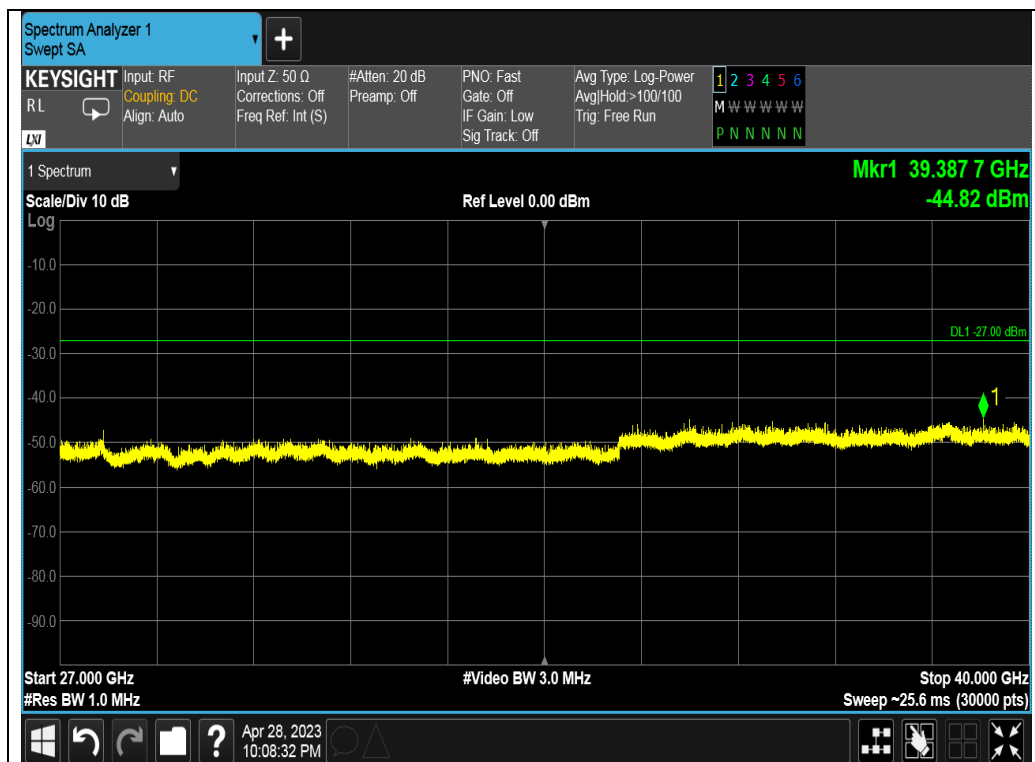 Spectrum Analyzer 1
Swept SA
KEYSIGHT
RL
LXI
Input: RF
Coupling: DC
Align: Auto
Input Z: 50 Ω
Corrections: Off
Freq Ref: Int (S)
#Atten: 20 dB
Preamp: Off
PNO: Fast
Gate: Off
IF Gain: Low
Sig Track: Off
Avg Type: Log-Power
Avg|Hold:>100/100
Trig: Free Run
1 2 3 4 5 6
M W W W W W
P N N N N N
1 Spectrum
Mkr1 39.387 7 GHz
-44.82 dBm
Scale/Div 10 dB
Ref Level 0.00 dBm
Log
-10.0
-20.0
DL1 -27.00 dBm
-30.0
-40.0
1
-50.0
-60.0
-70.0
-80.0
-90.0
Start 27.000 GHz
#Video BW 3.0 MHz
Stop 40.000 GHz
#Res BW 1.0 MHz
Sweep ~25.6 ms (30000 pts)
?
Apr 28, 2023
10:08:32 PM